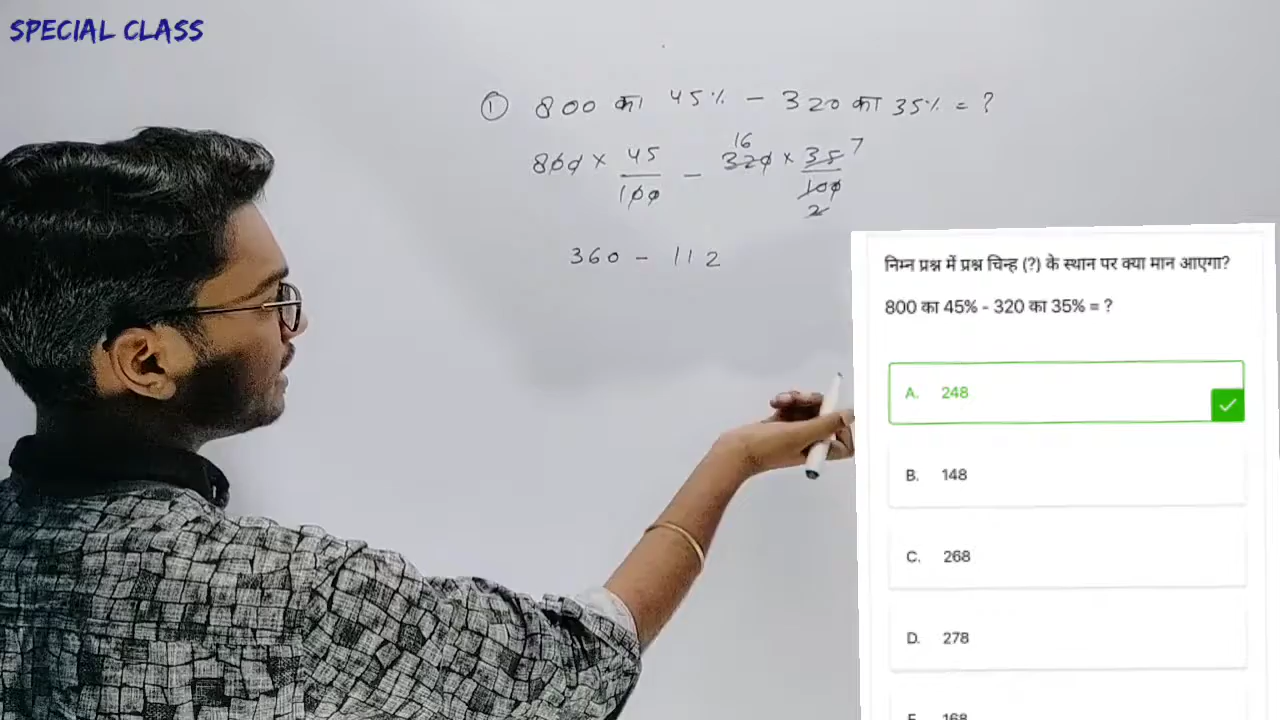 SPECIAL CLASS
① 800 का 45% - 320 का 35% = ?
800 × 45/100 - 320 × 35/100
16 7
2
360 - 112
निम्न प्रश्न में प्रश्न चिन्ह (?) के स्थान पर क्या मान आएगा?
800 का 45% - 320 का 35% = ?
A. 248
B. 148
C. 268
D. 278